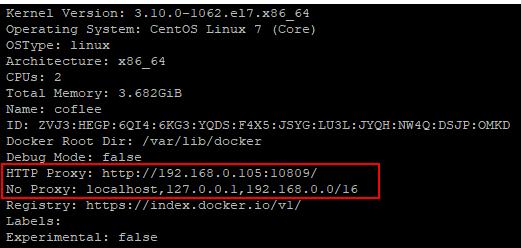 Kernel Version: 3.10.0-1062.el7.x86_64
Operating System: CentOS Linux 7 (Core)
OSType: linux
Architecture: x86_64
CPUs: 2
Total Memory: 3.682GiB
Name: coflee
ID: ZVJ3:HEGP:6QI4:6KG3:YQDS:F4X5:JSYG:LU3L:JYQH:NW4Q:DSJP:OMKD
Docker Root Dir: /var/lib/docker
Debug Mode: false
HTTP Proxy: http://192.168.0.105:10809/
No Proxy: localhost,127.0.0.1,192.168.0.0/16
Registry: https://index.docker.io/v1/
Labels:
Experimental: false